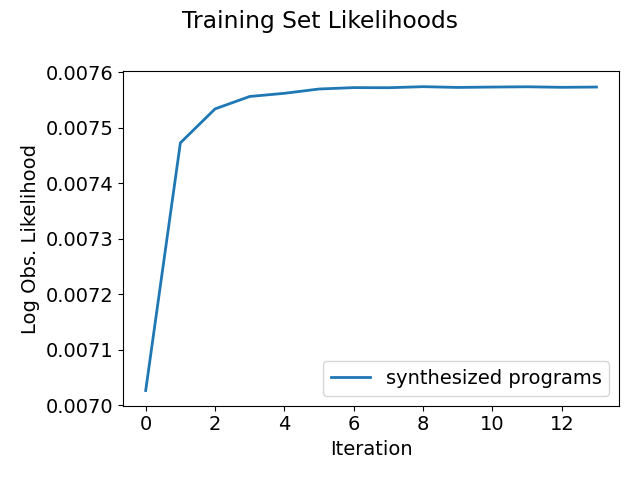 Training Set Likelihoods
0.0076
0.0075
0.0074
0.0073
0.0072
0.0071
0.0070
Log Obs. Likelihood
synthesized programs
0 2 4 6 8 10 12
Iteration